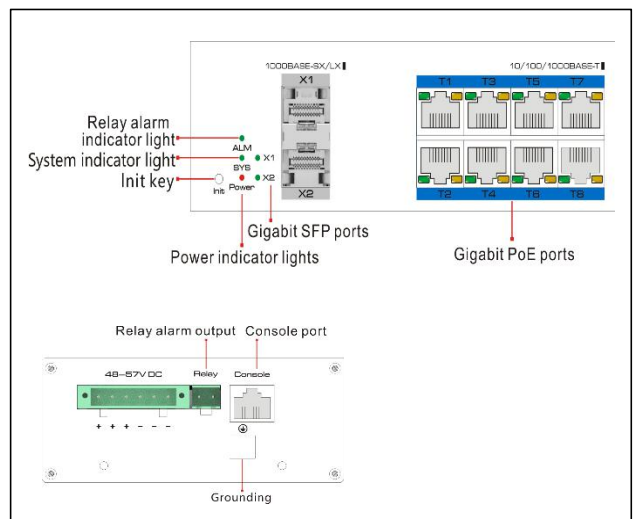 1000BASE-SX/LX
10/100/1000BASE-T
X1
T1 T3 T5 T7
Relay alarm
indicator light
ALM
System indicator light
X1
SYS
Init key
X2
Init
Power
X2
T2 T4 T6 T8
Gigabit SFP ports
Power indicator lights
Gigabit PoE ports
Relay alarm output
Console port
48-57V DC
Relay
Console
+ + + - - -
Grounding